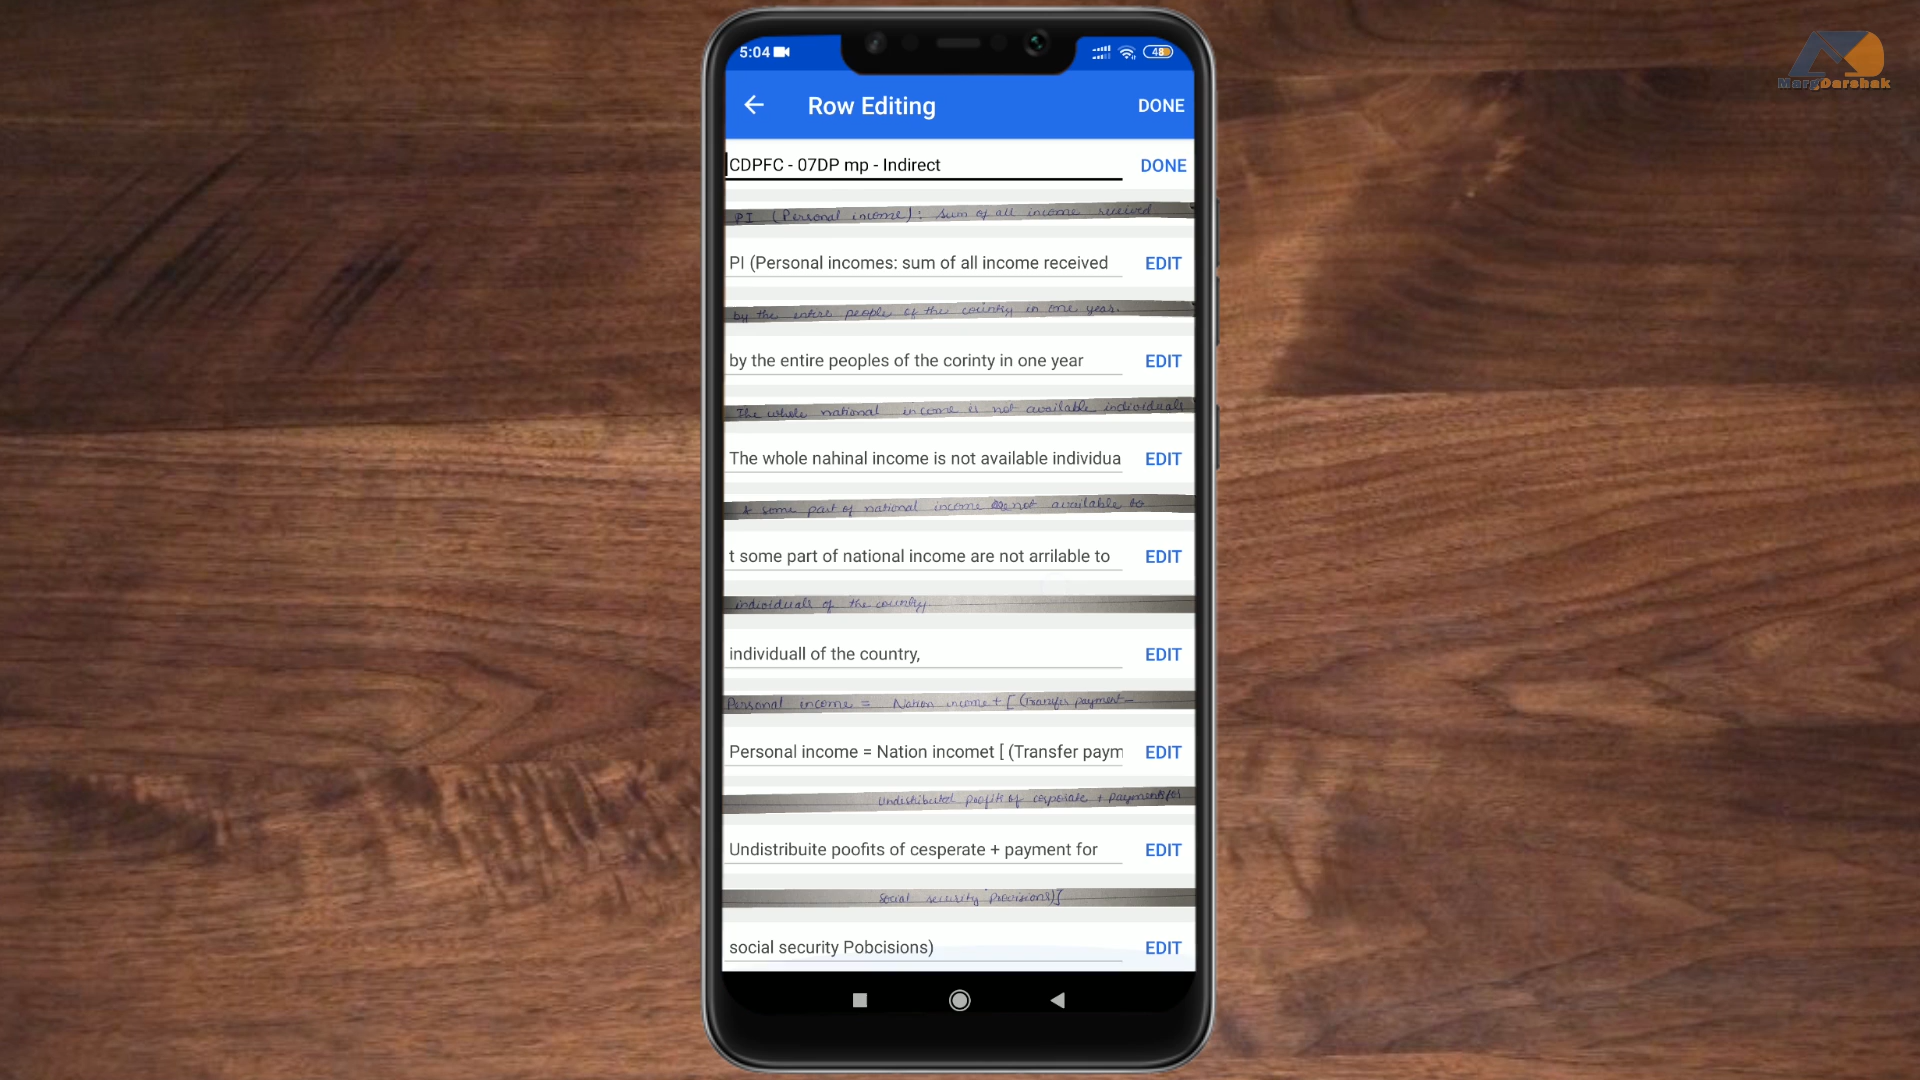 5:04
48
MargDarshak
Row Editing
DONE
CDPFC - 07DP mp - Indirect
DONE
PI (Personal income) : sum of all income received
PI (Personal incomes: sum of all income received
EDIT
by the entire people of the country in one year.
by the entire peoples of the corinty in one year
EDIT
The whole national income is not available individuals
The whole nahinal income is not available individua
EDIT
some part of national income not available to
t some part of national income are not arrilable to
EDIT
individuals of the country
individuall of the country,
EDIT
Personal income = Nation income + [ (Transfer payment -
Personal income = Nation incomet [ (Transfer paym
EDIT
Undistributed profits of corporate + payments for
Undistribuite poofits of cesperate + payment for
EDIT
social security provisions)]
social security Pobcisions)
EDIT